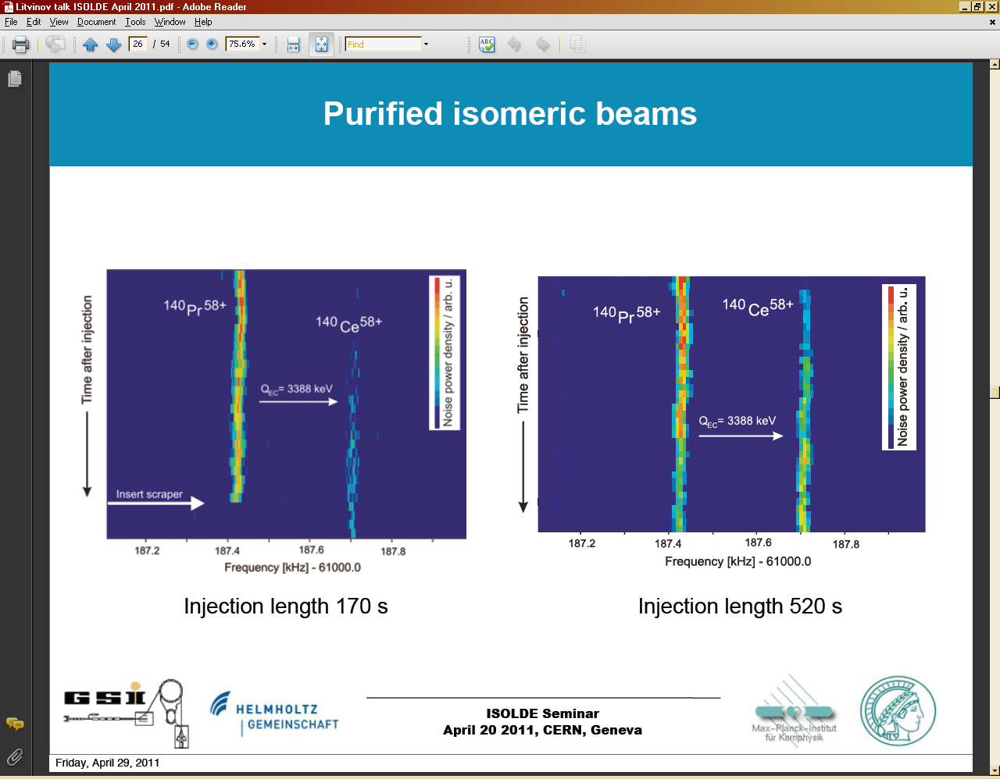 Litvinov talk ISOLDE April 2011.pdf - Adobe Reader
File Edit View Document Tools Window Help
26 / 54 75.6% Find
ABC
Purified isomeric beams
Time after injection
140Pr58+
140Ce58+
QEC= 3388 keV
Insert scraper
Noise power density / arb. u.
187.2 187.4 187.6 187.8
Frequency [kHz] - 61000.0
Injection length 170 s
Time after injection
140Pr58+
140Ce58+
QEC= 3388 keV
Noise power density / arb. u.
187.2 187.4 187.6 187.8
Frequency [kHz] - 61000.0
Injection length 520 s
GSI
HELMHOLTZ
GEMEINSCHAFT
ISOLDE Seminar
April 20 2011, CERN, Geneva
Max-Planck-Institut
für Kernphysik
Friday, April 29, 2011